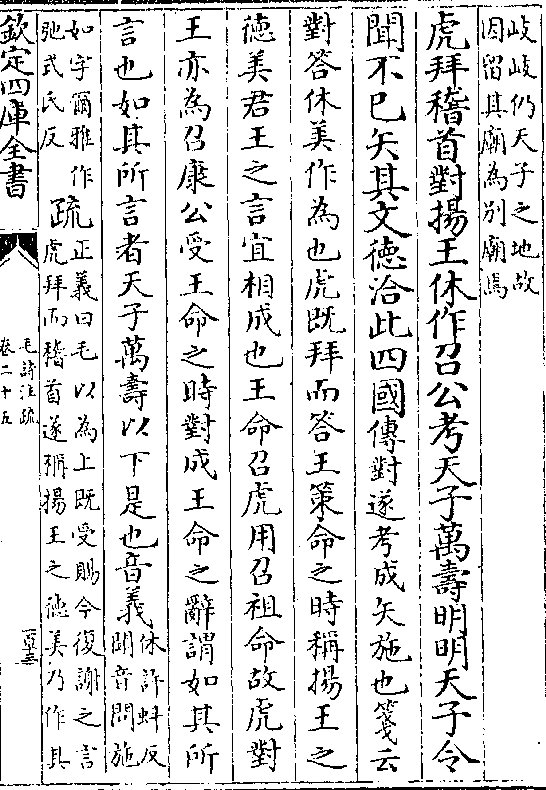 岐岐仍天子之地故
因留其廟為別廟焉
虎拜稽首對揚王休作召公考天子萬壽明明天子令
聞不已矢其文德洽此四國傳對遂考成矢施也箋云
對答休美作為也虎既拜而答王策命之時稱揚王之
德美君王之言宜相成也王命召虎用召祖命故虎對
王亦為召康公受王命之時對成王命之辭謂如其所
言也如其所言者天子萬壽以下是也音義
休許蚪反
聞音問施
如字爾雅作
弛式氏反
疏
正義曰毛以為上既受賜今復謝之言
虎拜而稽首遂稱揚王之德美乃作其
欽定四庫全書
毛詩注疏
卷二十五